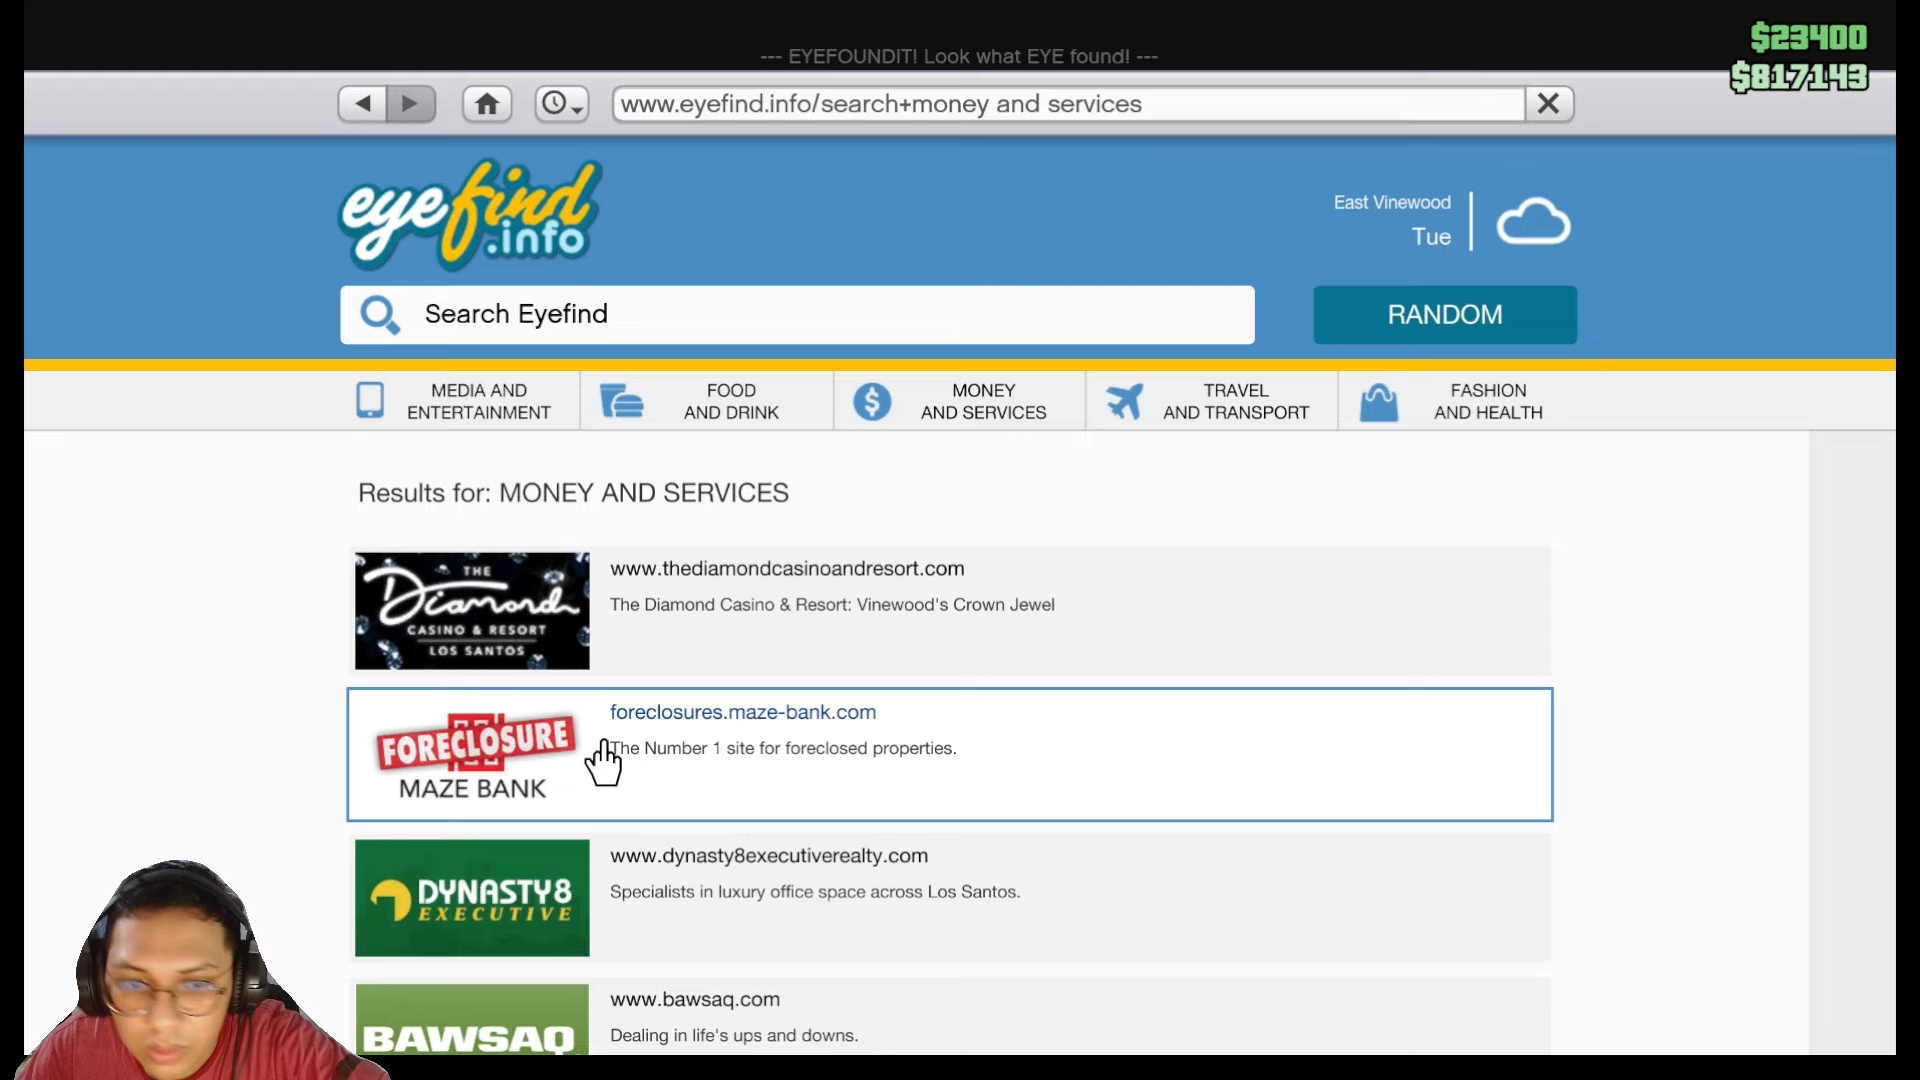 $23400
--- EYEFOUNDIT! Look what EYE found! ---
$817143
www.eyefind.info/search+money and services
eyefind
.info
East Vinewood
Tue
Search Eyefind
RANDOM
MEDIA AND
ENTERTAINMENT
FOOD
AND DRINK
MONEY
AND SERVICES
TRAVEL
AND TRANSPORT
FASHION
AND HEALTH
Results for: MONEY AND SERVICES
THE
Diamond
CASINO & RESORT
LOS SANTOS
www.thediamondcasinoandresort.com
The Diamond Casino & Resort: Vinewood's Crown Jewel
FORECLOSURE
MAZE BANK
foreclosures.maze-bank.com
The Number 1 site for foreclosed properties.
DYNASTY8
EXECUTIVE
www.dynasty8executiverealty.com
Specialists in luxury office space across Los Santos.
BAWSAQ
www.bawsaq.com
Dealing in life's ups and downs.